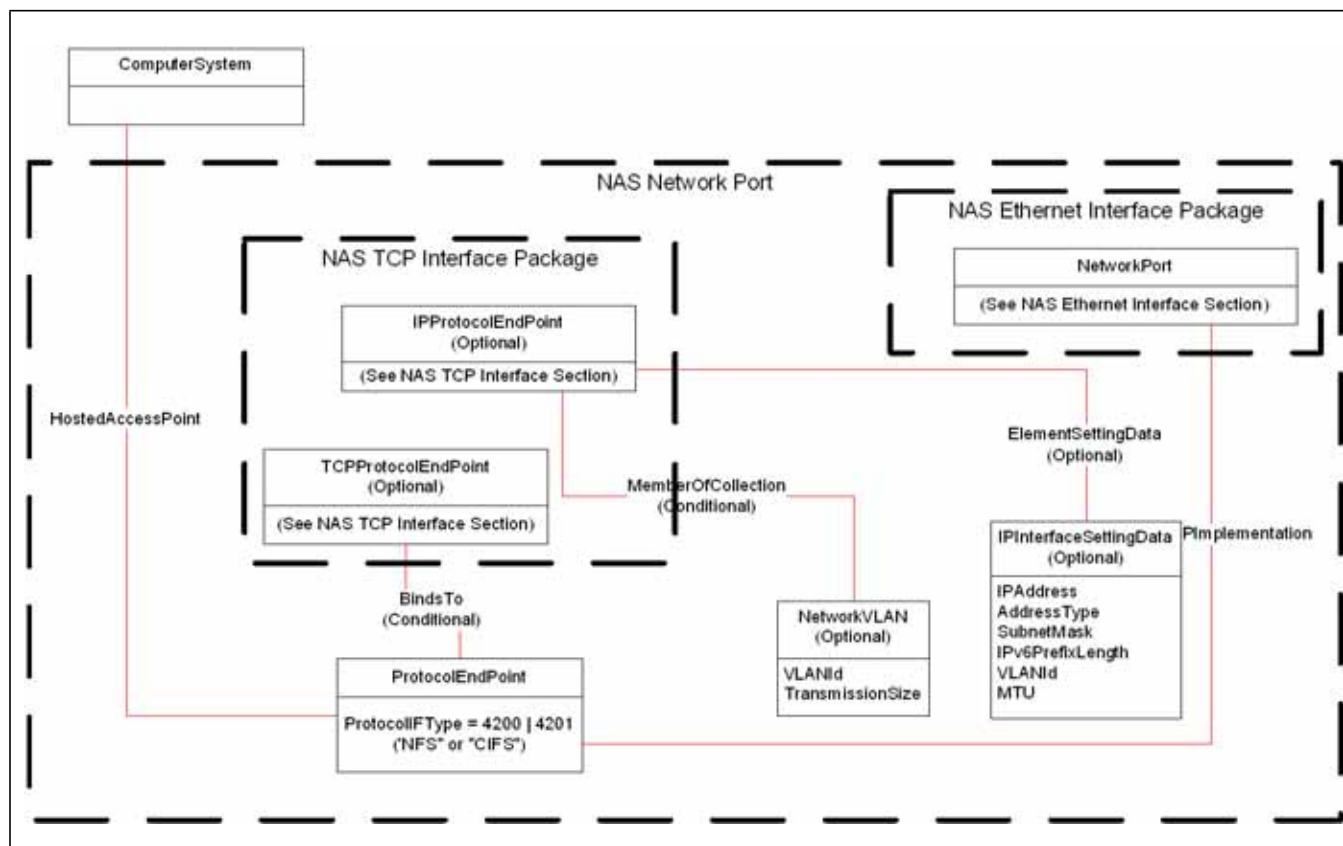 ComputerSystem
NAS Network Port
NAS Ethernet Interface Package
NetworkPort
(See NAS Ethernet Interface Section)
NAS TCP Interface Package
IPProtocolEndPoint
(Optional)
(See NAS TCP Interface Section)
HostedAccessPoint
ElementSettingData
(Optional)
TCPProtocolEndPoint
(Optional)
(See NAS TCP Interface Section)
MemberOfCollection
(Conditional)
IPInterfaceSettingData
(Optional)
IPAddress
AddressType
SubnetMask
IPv6PrefixLength
VLANId
MTU
PImplementation
BindsTo
(Conditional)
NetworkVLAN
(Optional)
VLANId
TransmissionSize
ProtocolEndPoint
ProtocolIFType = 4200 | 4201
("NFS" or "CIFS")